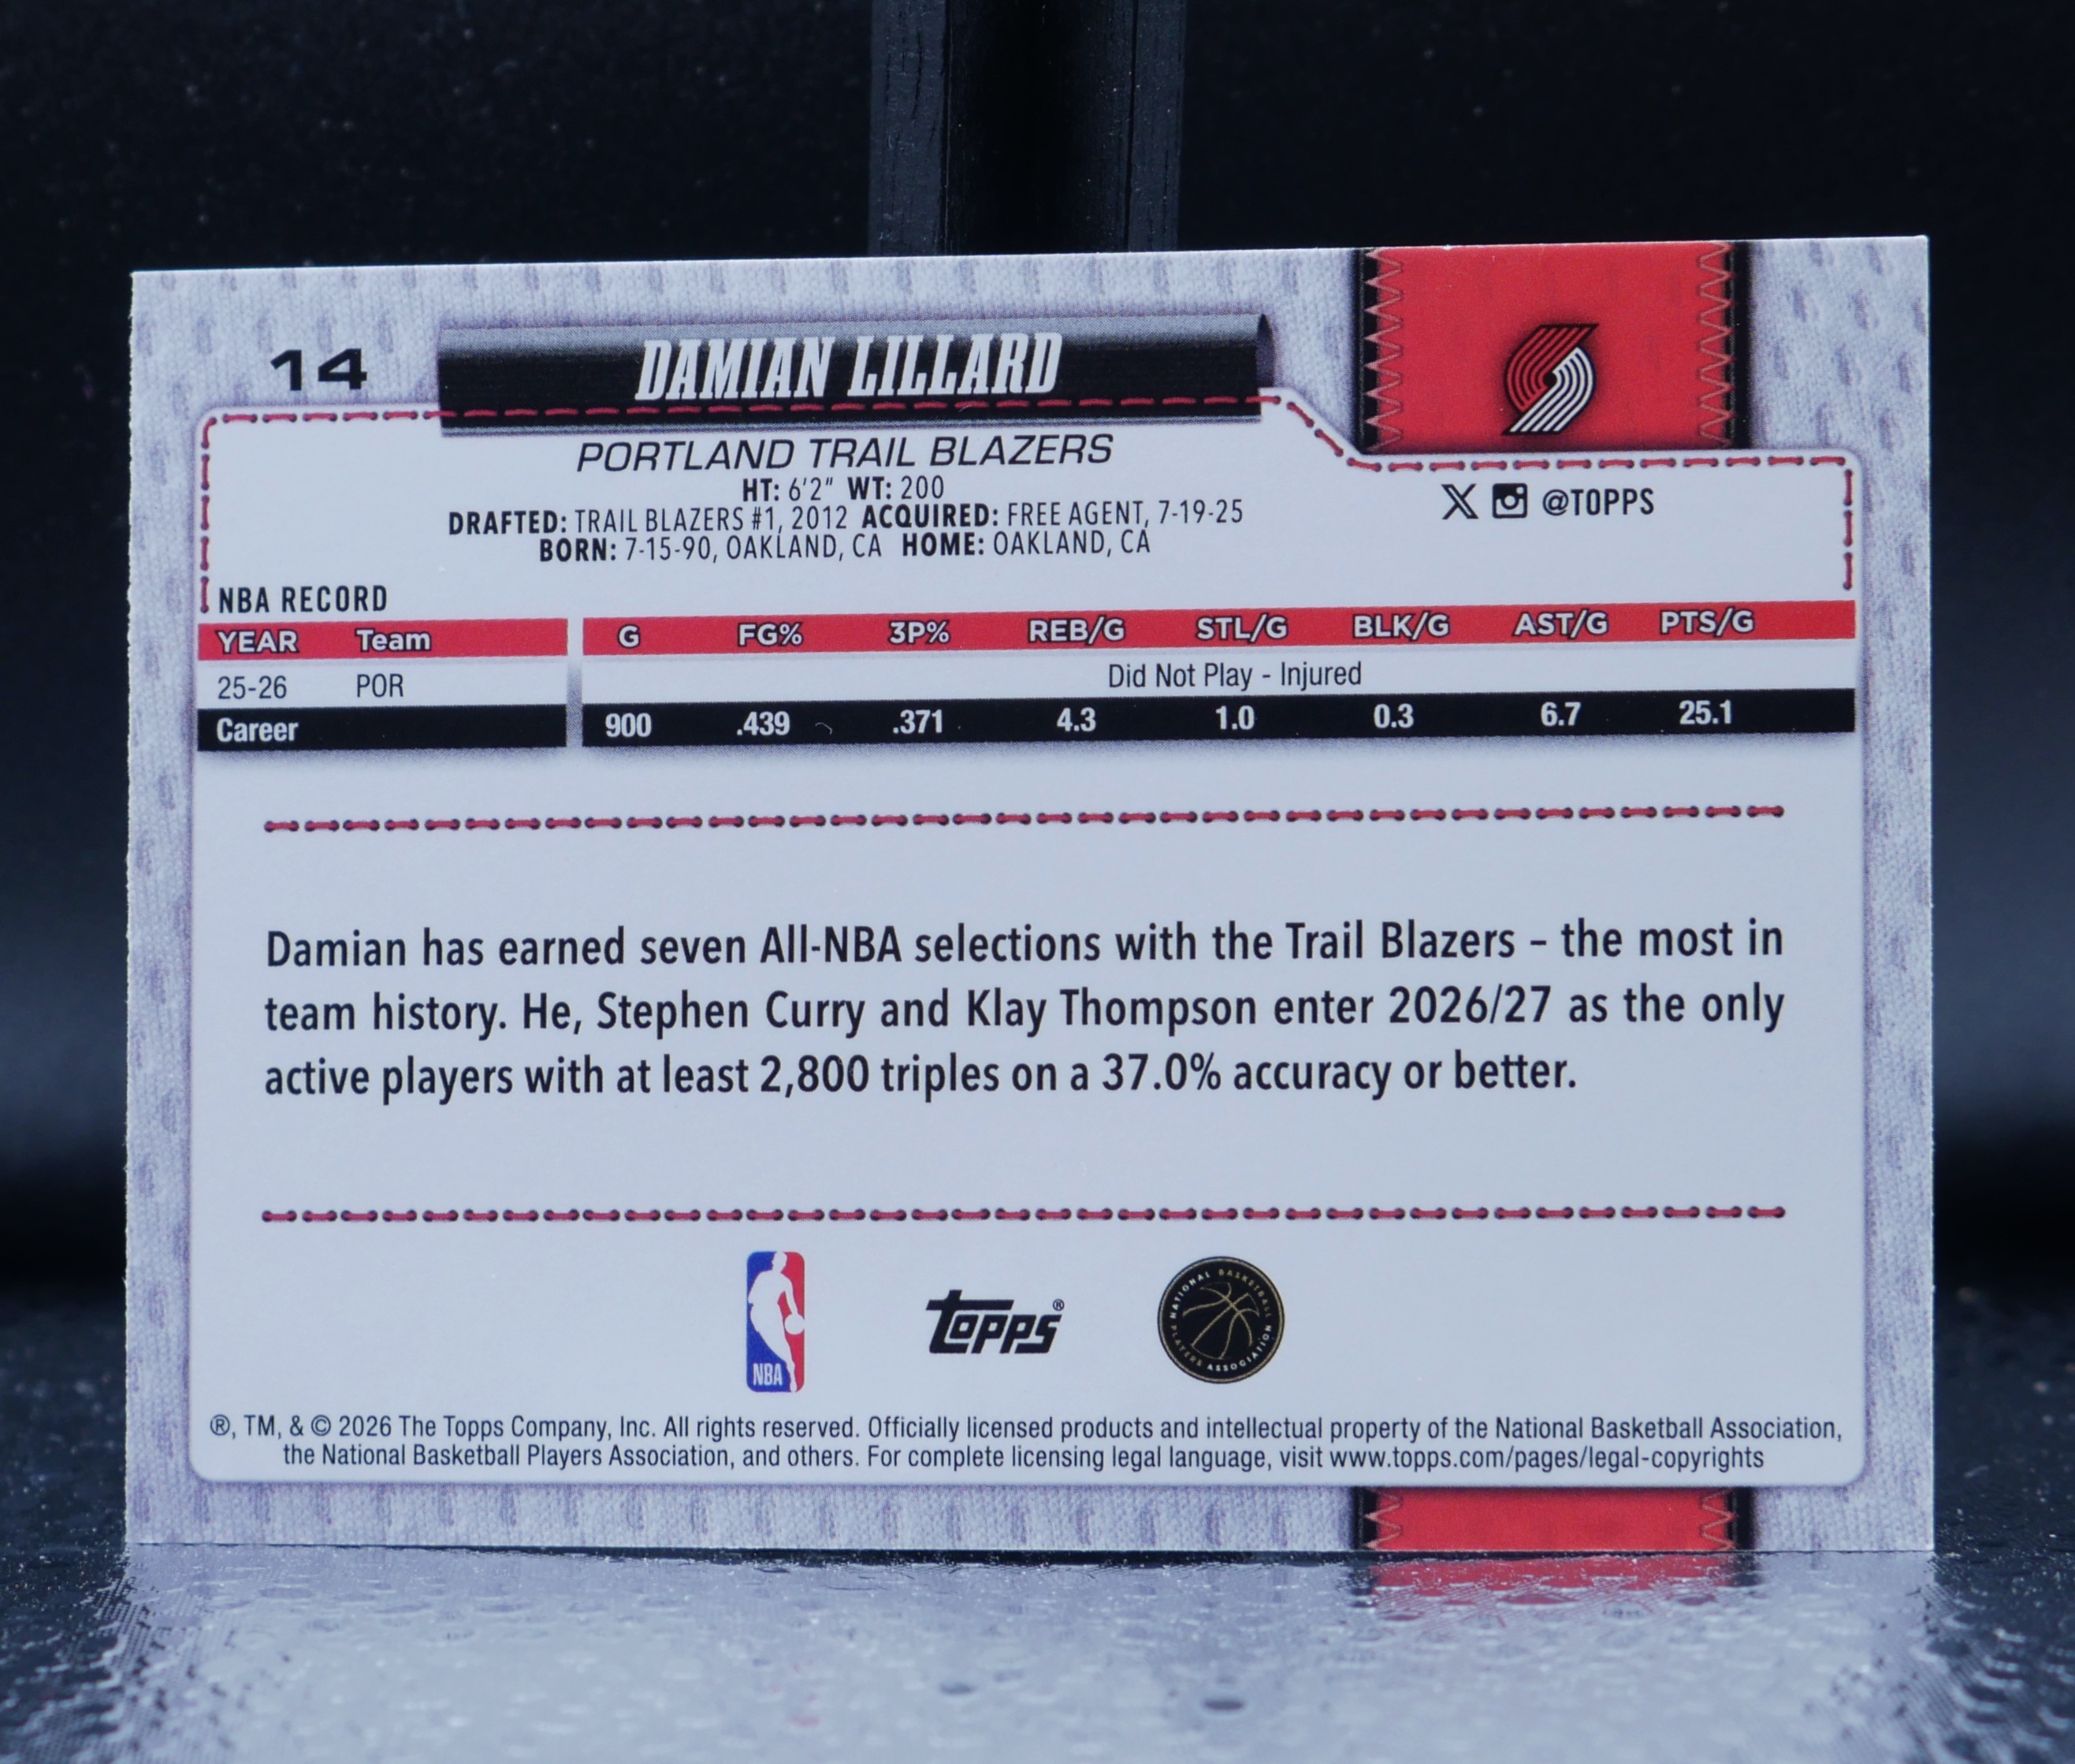 14
DAMIAN LILLARD
PORTLAND TRAIL BLAZERS
HT: 6'2" WT: 200
DRAFTED: TRAIL BLAZERS #1, 2012 ACQUIRED: FREE AGENT, 7-19-25
BORN: 7-15-90, OAKLAND, CA HOME: OAKLAND, CA
@TOPPS
NBA RECORD
YEAR Team G FG% 3P% REB/G STL/G BLK/G AST/G PTS/G
25-26 POR Did Not Play - Injured
Career 900 .439 .371 4.3 1.0 0.3 6.7 25.1
Damian has earned seven All-NBA selections with the Trail Blazers – the most in
team history. He, Stephen Curry and Klay Thompson enter 2026/27 as the only
active players with at least 2,800 triples on a 37.0% accuracy or better.
NBA
Topps®
NATIONAL BASKETBALL PLAYERS ASSOCIATION
®, TM, & © 2026 The Topps Company, Inc. All rights reserved. Officially licensed products and intellectual property of the National Basketball Association,
the National Basketball Players Association, and others. For complete licensing legal language, visit www.topps.com/pages/legal-copyrights